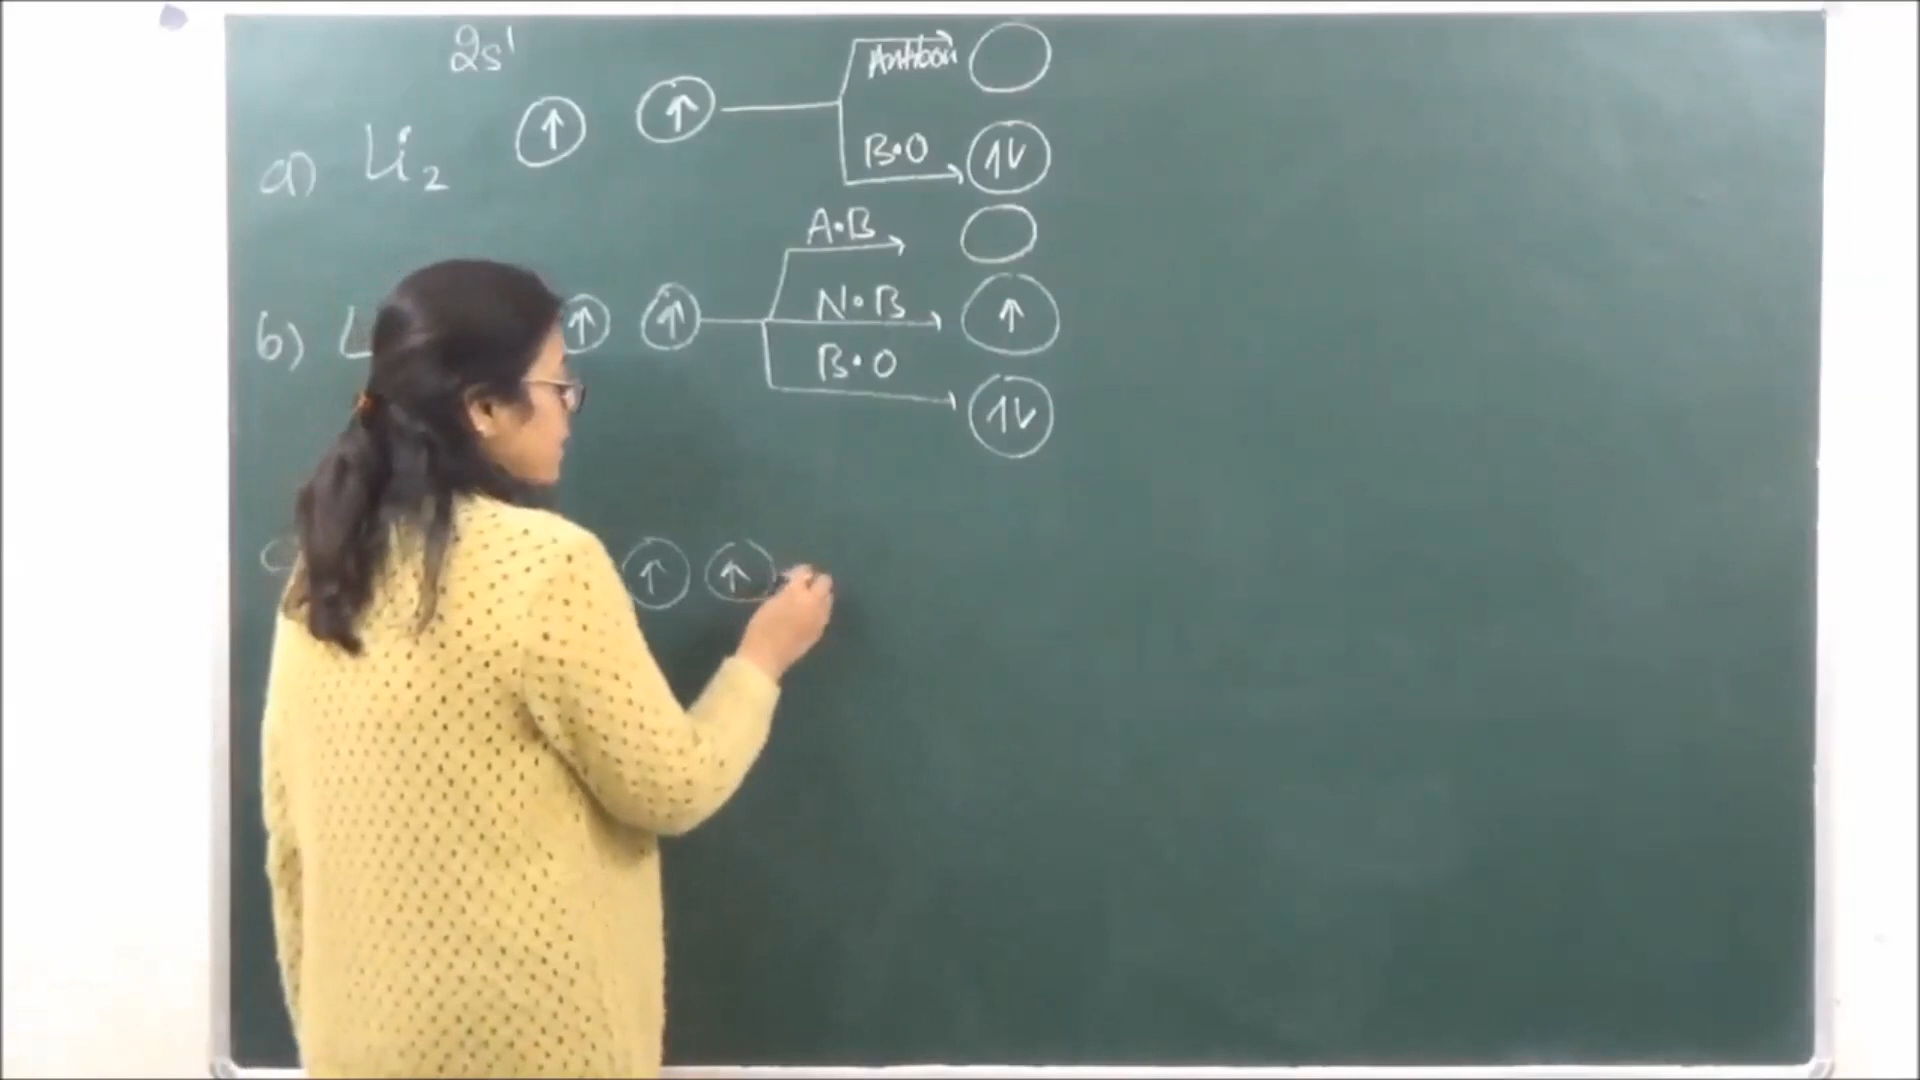 2s¹
Antibon
a) Li₂ ↑ ↑ B.O ↑↓
A.B
b) L ↑ ↑ N.B ↑
B.O ↑↓
↑ ↑